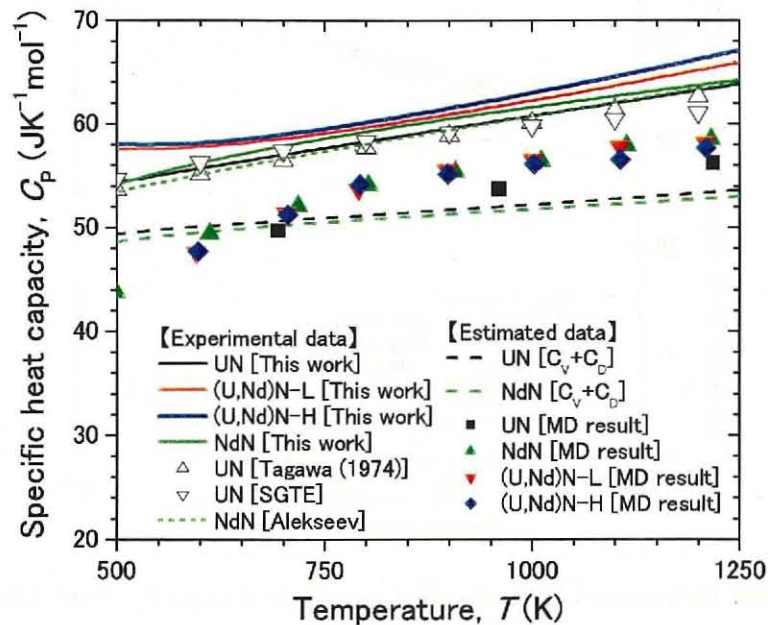 Specific heat capacity, Cp (JK⁻¹mol⁻¹)
70
60
50
40
30
20
【Experimental data】
UN [This work]
(U,Nd)N-L [This work]
(U,Nd)N-H [This work]
NdN [This work]
UN [Tagawa (1974)]
UN [SGTE]
NdN [Alekseev]
【Estimated data】
UN [Cv+CD]
NdN [Cv+CD]
UN [MD result]
NdN [MD result]
(U,Nd)N-L [MD result]
(U,Nd)N-H [MD result]
500 750 1000 1250
Temperature, T(K)